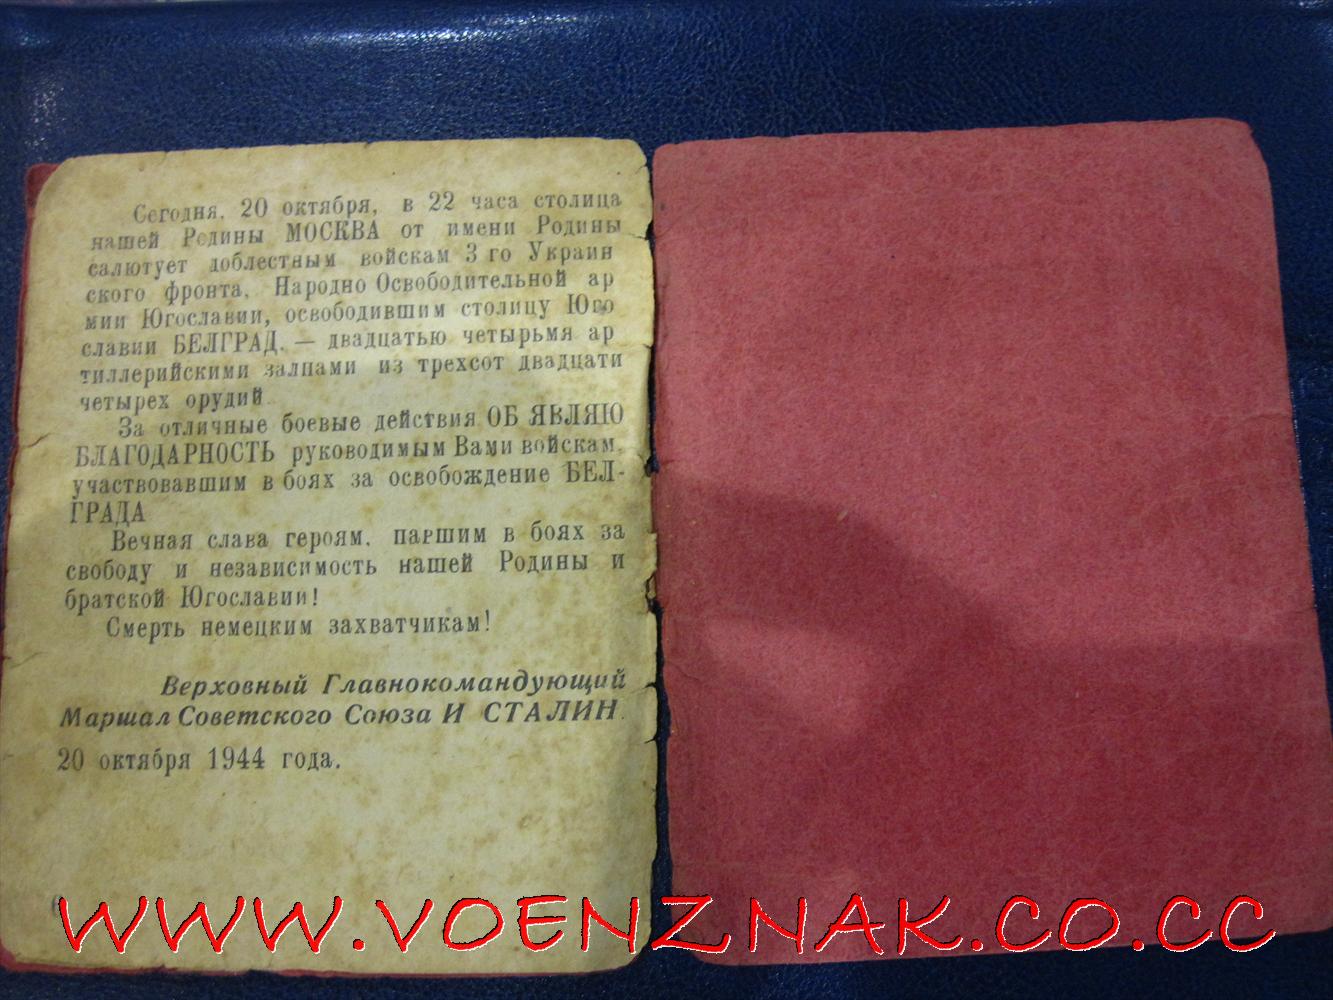 Сегодня, 20 октября, в 22 часа столица
нашей Родины МОСКВА от имени Родины
салютует доблестным войскам 3 го Украин
ского фронта, Народно Освободительной ар
мии Югославии, освободившим столицу Юго
славии БЕЛГРАД, — двадцатью четырьмя ар
тиллерийскими залпами из трехсот двадцати
четырех орудий
За отличные боевые действия ОБ ЯВЛЯЮ
БЛАГОДАРНОСТЬ руководимым Вами войскам,
участвовавшим в боях за освобождение БЕЛ-
ГРАДА
Вечная слава героям, паршим в боях за
свободу и независимость нашей Родины и
братской Югославии!
Смерть немецким захватчикам!
Верховный Главнокомандующий
Маршал Советского Союза И СТАЛИН.
20 октября 1944 года.
WWW.VOENZNAK.CO.CC